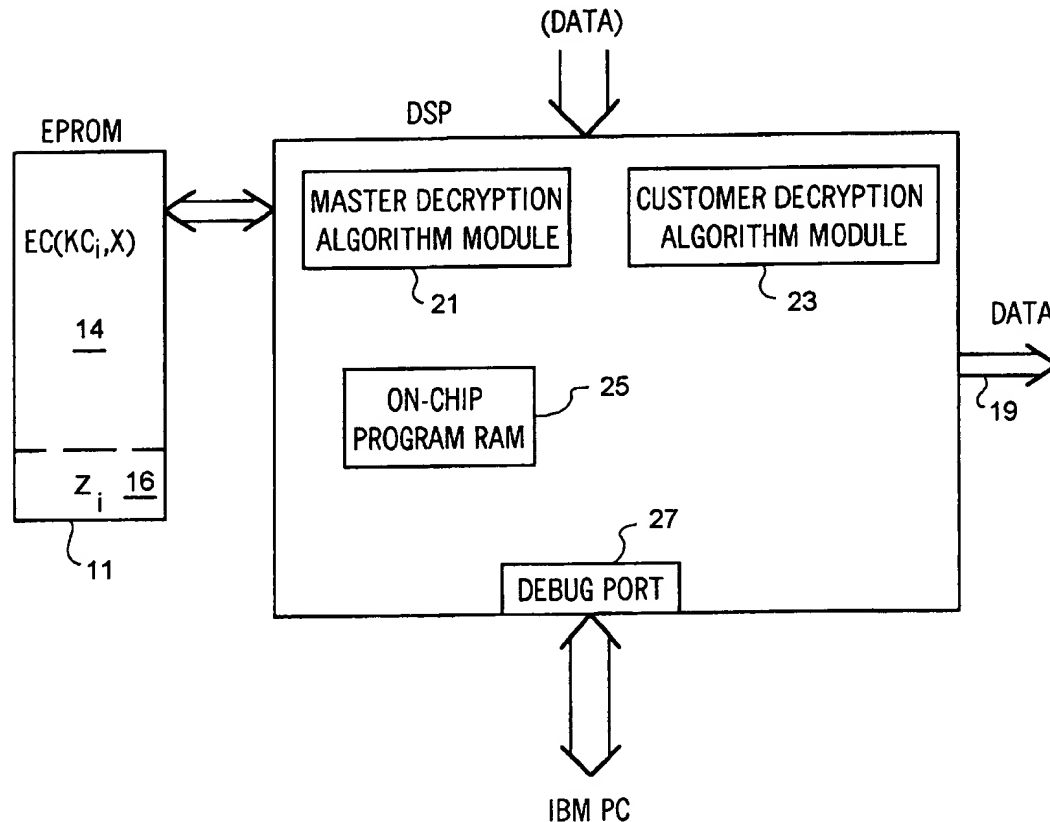 (DATA)
EPROM
DSP
EC(KCi,X)
14
Zi 16
11
MASTER DECRYPTION
ALGORITHM MODULE
21
CUSTOMER DECRYPTION
ALGORITHM MODULE
23
DATA
19
ON-CHIP
PROGRAM RAM
25
27
DEBUG PORT
IBM PC